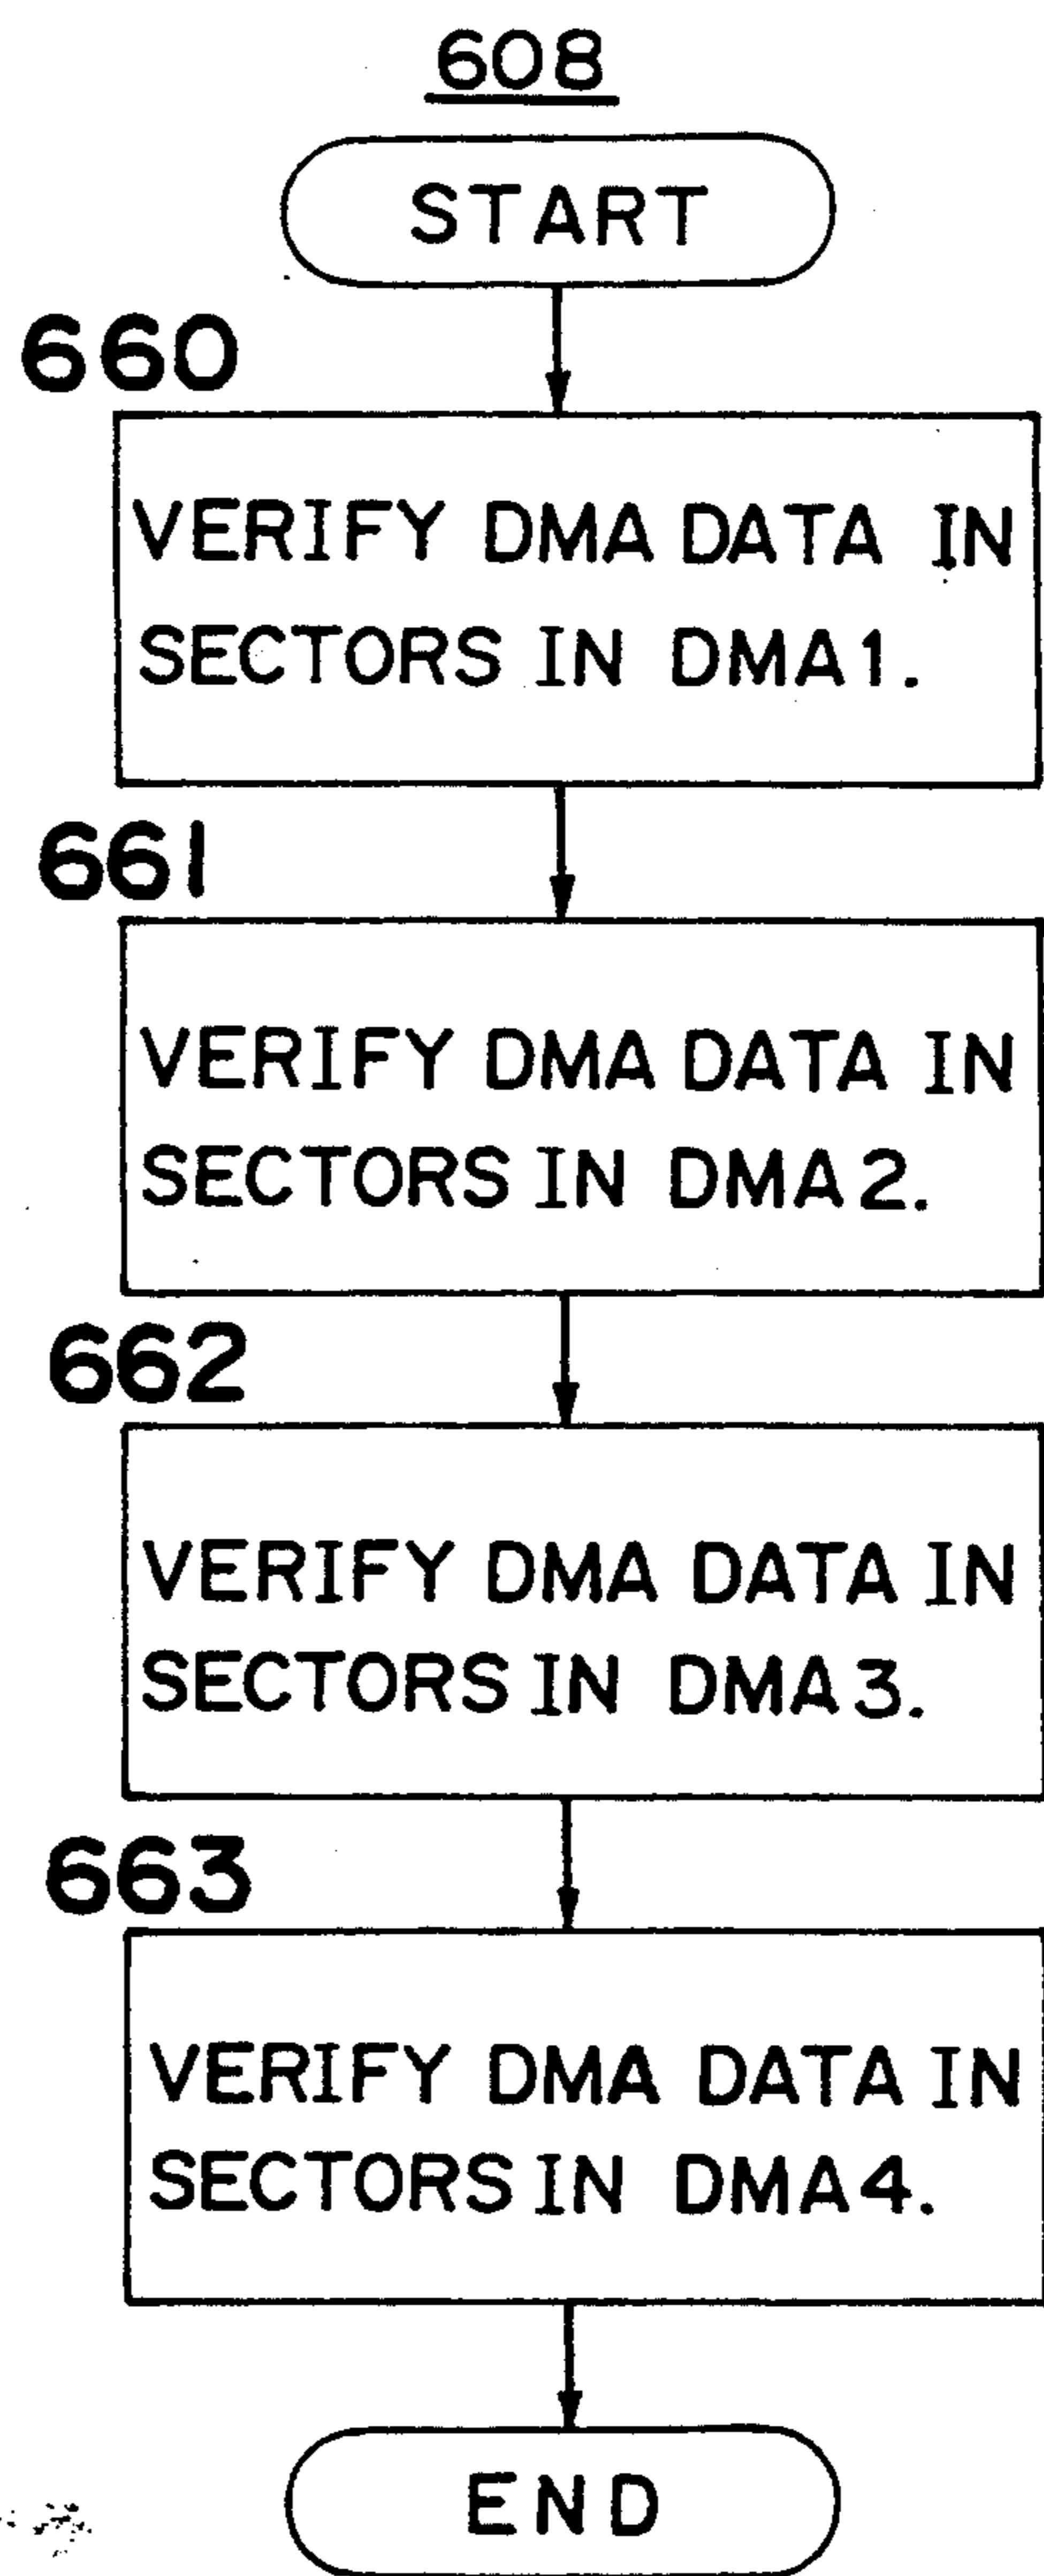 608
START
660
VERIFY DMA DATA IN
SECTORS IN DMA1.
661
VERIFY DMA DATA IN
SECTORS IN DMA2.
662
VERIFY DMA DATA IN
SECTORS IN DMA3.
663
VERIFY DMA DATA IN
SECTORS IN DMA4.
END